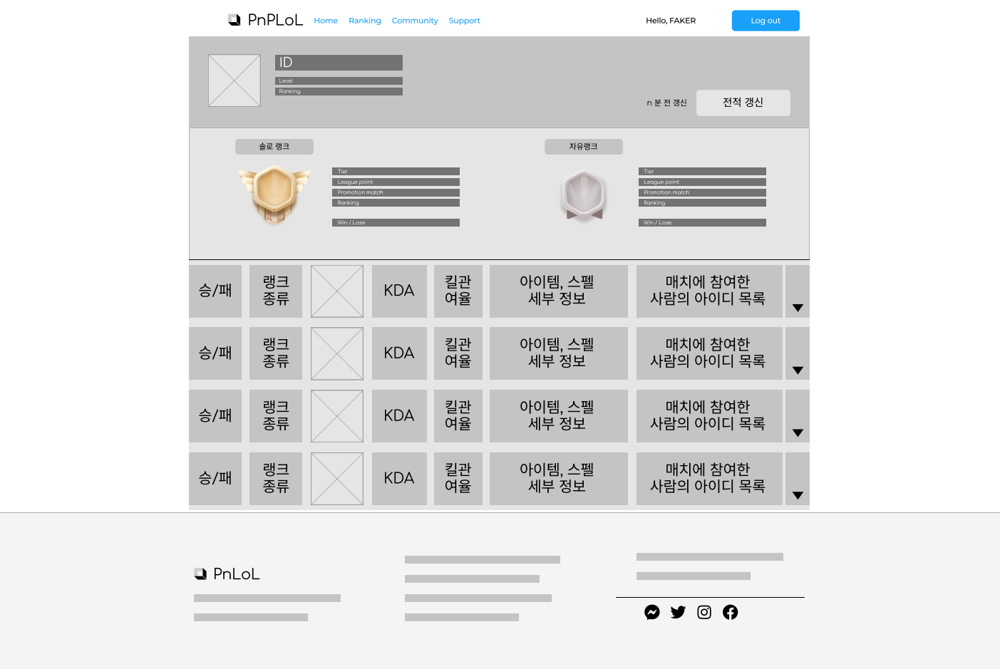 PnPLoL Home Ranking Community Support Hello, FAKER Log out
ID
Level
Ranking
n 분 전 갱신 전적 갱신
솔로 랭크
Tier
League point
Promotion match
Ranking
Win / Lose
자유랭크
Tier
League point
Promotion match
Ranking
Win / Lose
승/패
랭크
종류
KDA
킬관
여율
아이템, 스펠
세부 정보
매치에 참여한
사람의 아이디 목록
승/패
랭크
종류
KDA
킬관
여율
아이템, 스펠
세부 정보
매치에 참여한
사람의 아이디 목록
승/패
랭크
종류
KDA
킬관
여율
아이템, 스펠
세부 정보
매치에 참여한
사람의 아이디 목록
승/패
랭크
종류
KDA
킬관
여율
아이템, 스펠
세부 정보
매치에 참여한
사람의 아이디 목록
PnLoL